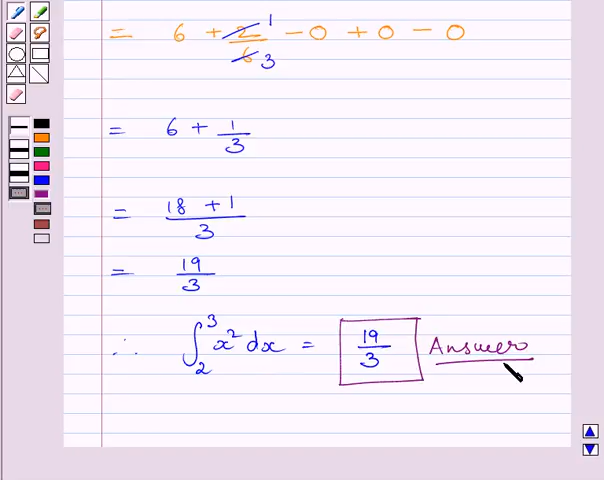 = 6 + 2/6 1 3 - 0 + 0 - 0
= 6 + 1/3
= 18 + 1/3
= 19/3
∴ ∫₂³ x² dx = 19/3 Answer